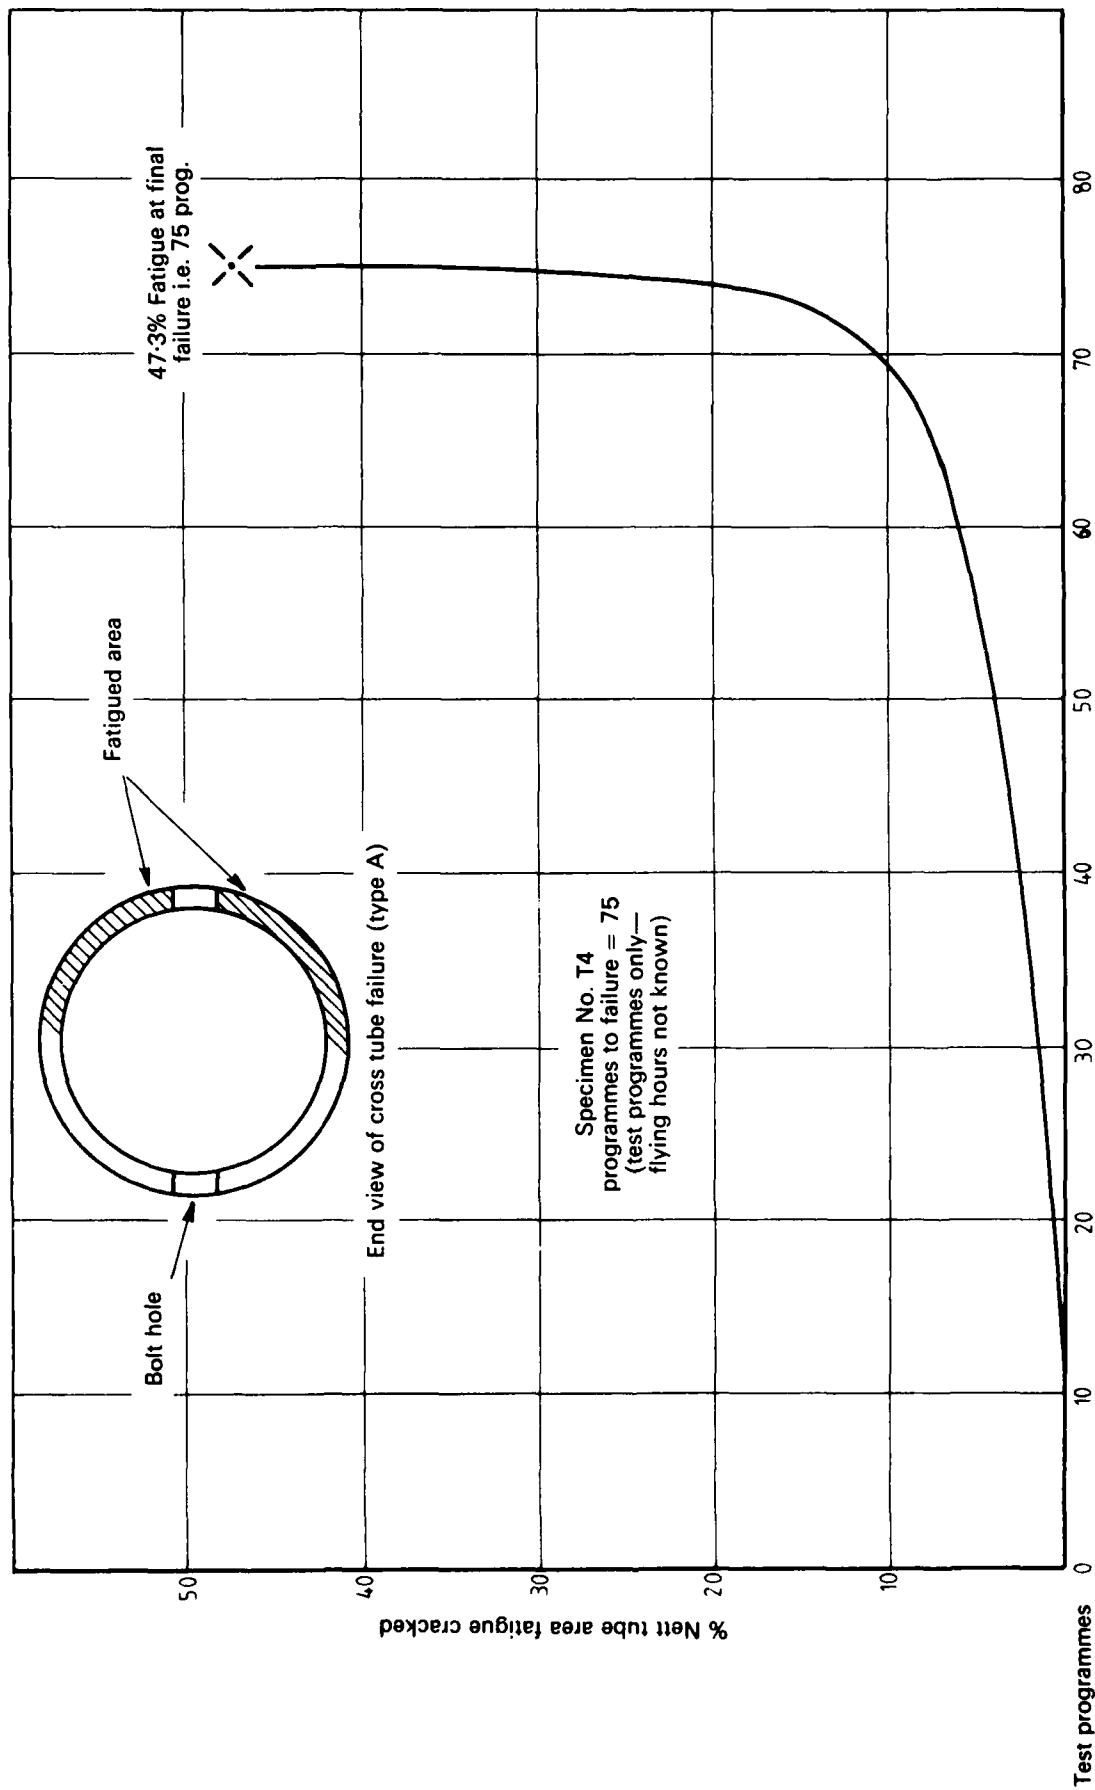 47·3% Fatigue at final
failure i.e. 75 prog.
Fatigued area
Bolt hole
End view of cross tube failure (type A)
Specimen No. T4
programmes to failure = 75
(test programmes only—
flying hours not known)
% Nett tube area fatigue cracked
50
40
30
20
10
0
10
20
30
40
50
60
70
80
Test programmes